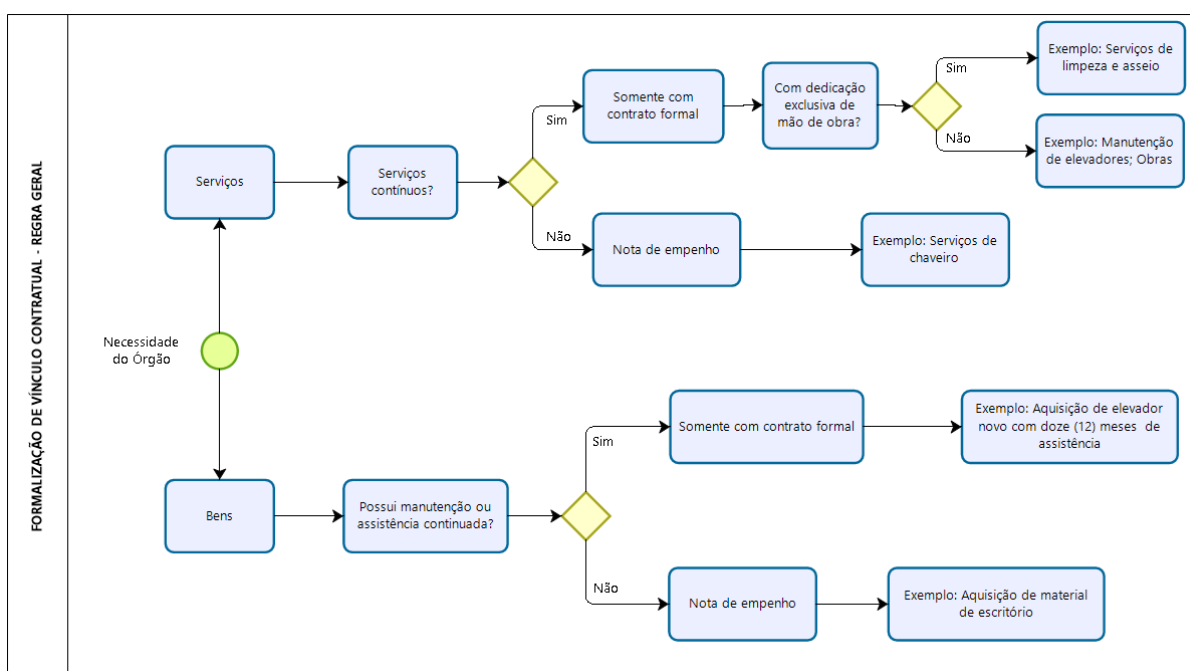 FORMALIZAÇÃO DE VÍNCULO CONTRATUAL - REGRA GERAL
Necessidade
do Órgão
Serviços
Serviços
contínuos?
Sim
Somente com
contrato formal
Com dedicação
exclusiva de
mão de obra?
Sim
Exemplo: Serviços de
limpeza e asseio
Não
Exemplo: Manutenção
de elevadores; Obras
Não
Nota de empenho
Exemplo: Serviços de
chaveiro
Bens
Possui manutenção ou
assistência continuada?
Sim
Somente com contrato formal
Exemplo: Aquisição de elevador
novo com doze (12) meses de
assistência
Não
Nota de empenho
Exemplo: Aquisição de material
de escritório